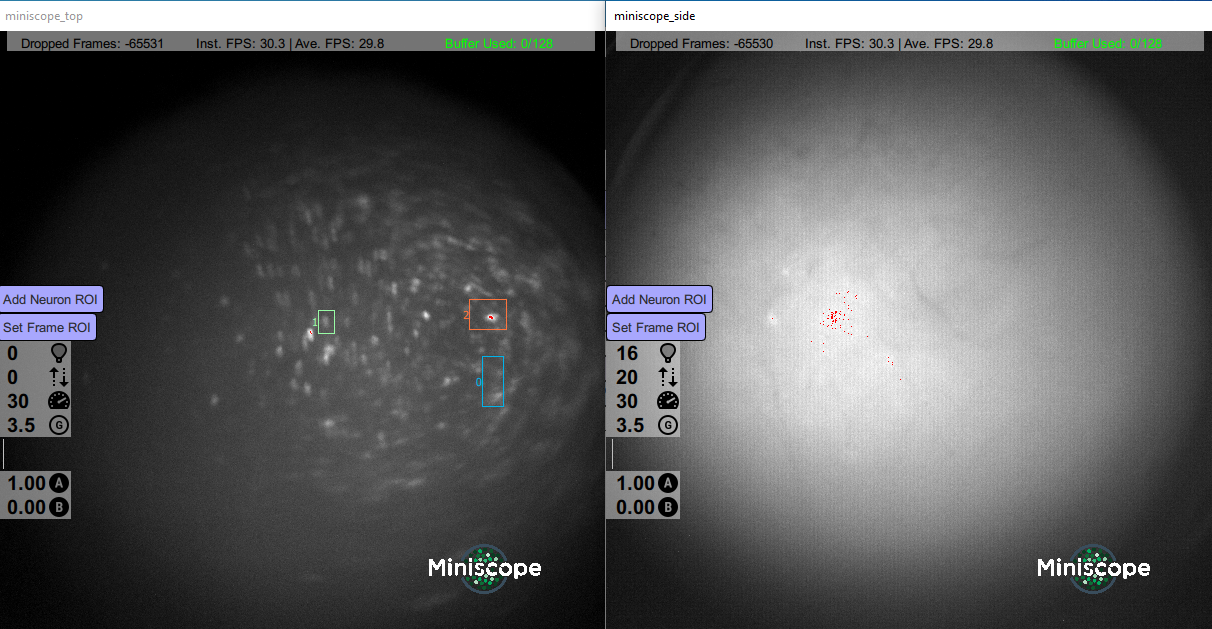 miniscope_top
Dropped Frames: -65531 Inst. FPS: 30.3 | Ave. FPS: 29.8 Buffer Used: 0/128
1
2
0
Add Neuron ROI
Set Frame ROI
0
0
30
3.5 G
1.00 A
0.00 B
Miniscope
miniscope_side
Dropped Frames: -65530 Inst. FPS: 30.3 | Ave. FPS: 29.8 Buffer Used: 0/128
Add Neuron ROI
Set Frame ROI
16
20
30
3.5 G
1.00 A
0.00 B
Miniscope